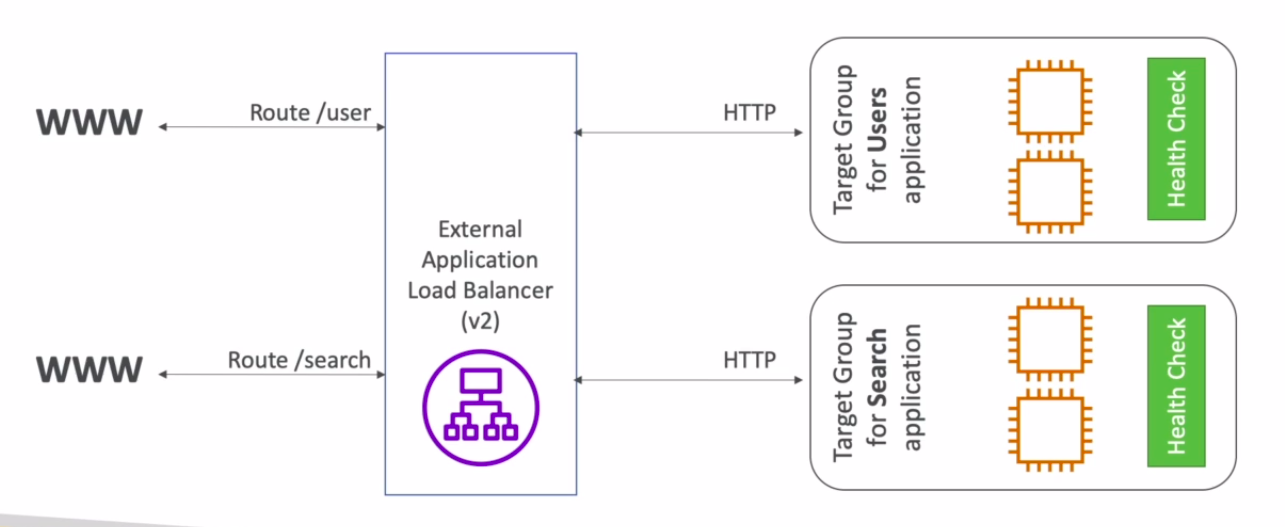 WWW
Route /user
HTTP
Target Group
for Users
application
Health Check
External
Application
Load Balancer
(v2)
WWW
Route /search
HTTP
Target Group
for Search
application
Health Check